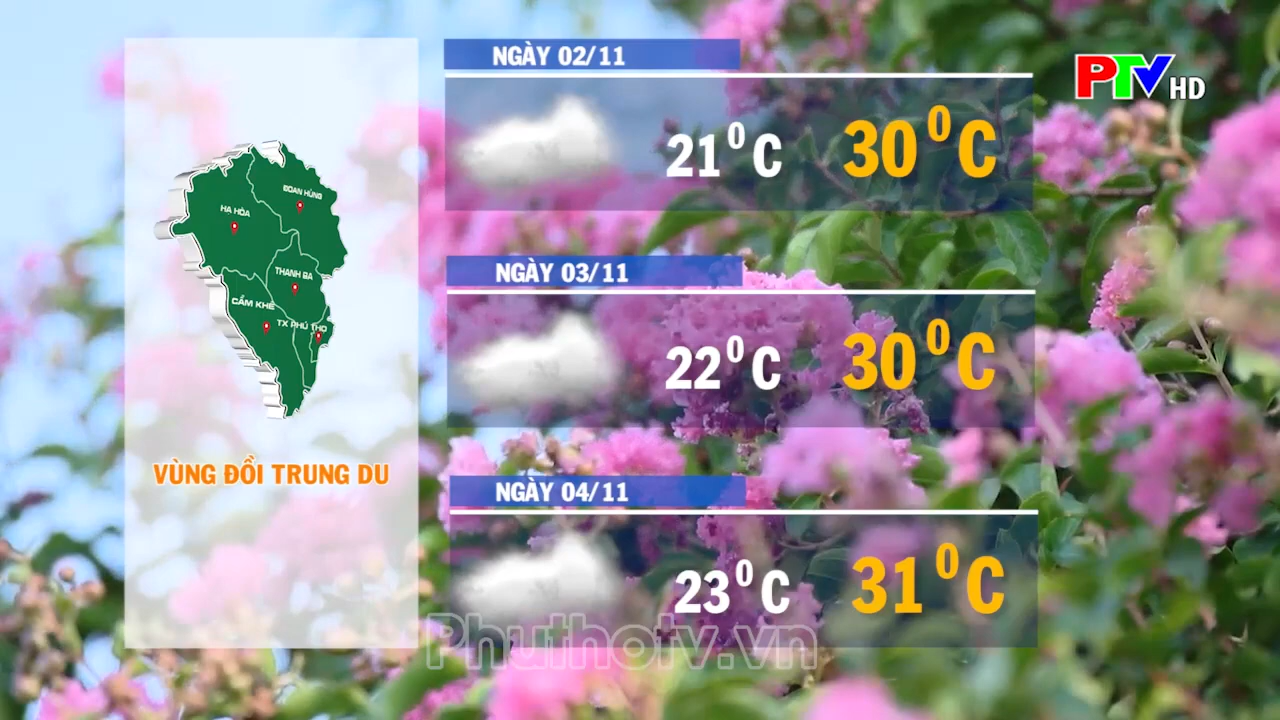 PTV HD
NGÀY 02/11
21⁰C 30⁰C
ĐOAN HÙNG
HẠ HÒA
THANH BA
CẨM KHÊ
TX PHÚ THỌ
VÙNG ĐỒI TRUNG DU
NGÀY 03/11
22⁰C 30⁰C
NGÀY 04/11
23⁰C 31⁰C
Phuthotv.vn